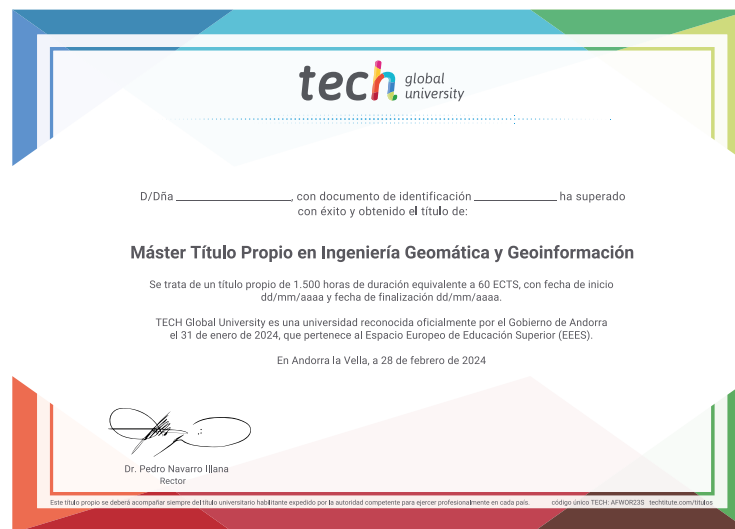 tech global university
D/Dña ______________, con documento de identificación ______________ ha superado
con éxito y obtenido el título de:
Máster Título Propio en Ingeniería Geomática y Geoinformación
Se trata de un título propio de 1.500 horas de duración equivalente a 60 ECTS, con fecha de inicio
dd/mm/aaaa y fecha de finalización dd/mm/aaaa.
TECH Global University es una universidad reconocida oficialmente por el Gobierno de Andorra
el 31 de enero de 2024, que pertenece al Espacio Europeo de Educación Superior (EEES).
En Andorra la Vella, a 28 de febrero de 2024
Dr. Pedro Navarro Illana
Rector
Este título propio se deberá acompañar siempre del título universitario habilitante expedido por la autoridad competente para ejercer profesionalmente en cada país. código único TECH: AFWOR23S techtitute.com/titulos